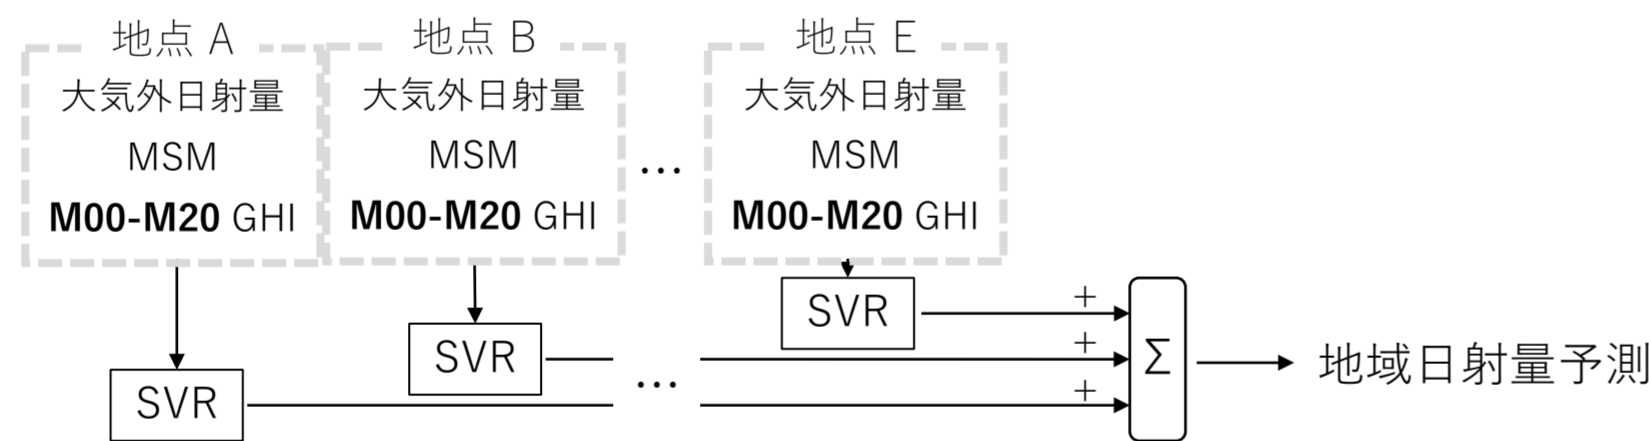 地点 A
大気外日射量
MSM
M00-M20 GHI
地点 B
大気外日射量
MSM
M00-M20 GHI
…
地点 E
大気外日射量
MSM
M00-M20 GHI
SVR
SVR
SVR
…
+
+
+
Σ
地域日射量予測